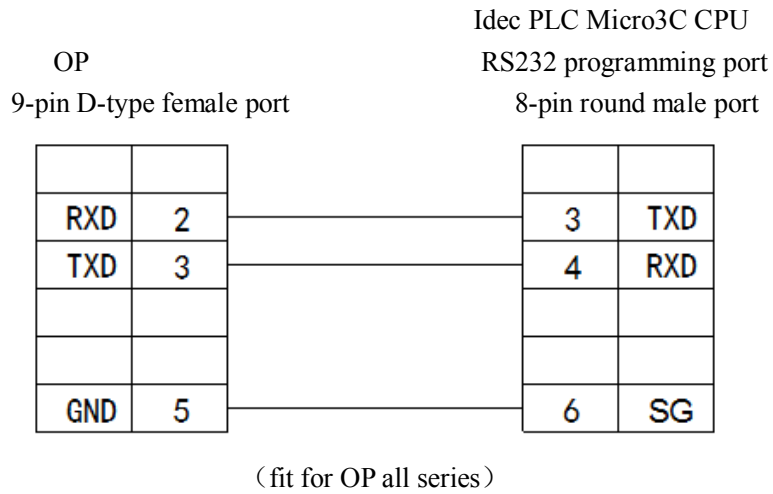 Idec PLC Micro3C CPU
OP RS232 programming port
9-pin D-type female port 8-pin round male port
RXD 2 3 TXD
TXD 3 4 RXD
GND 5 6 SG
（fit for OP all series）